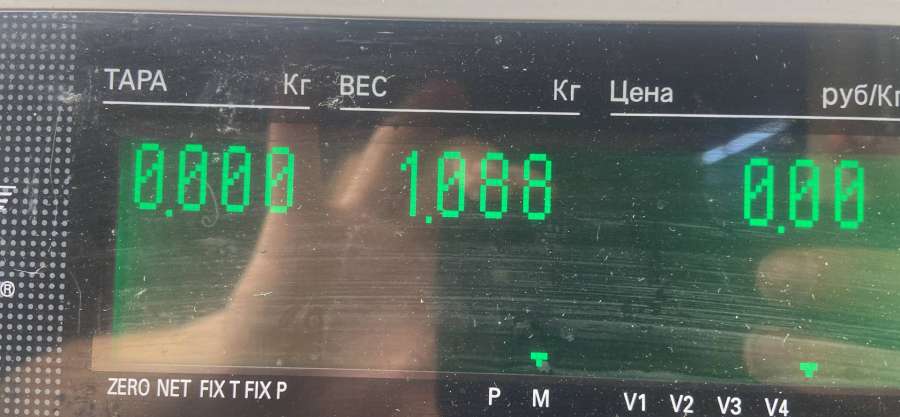 ТАРА Кг ВЕС Кг Цена руб/Кг
0.000 1.088 0.00
®
ZERO NET FIX T FIX P P M V1 V2 V3 V4